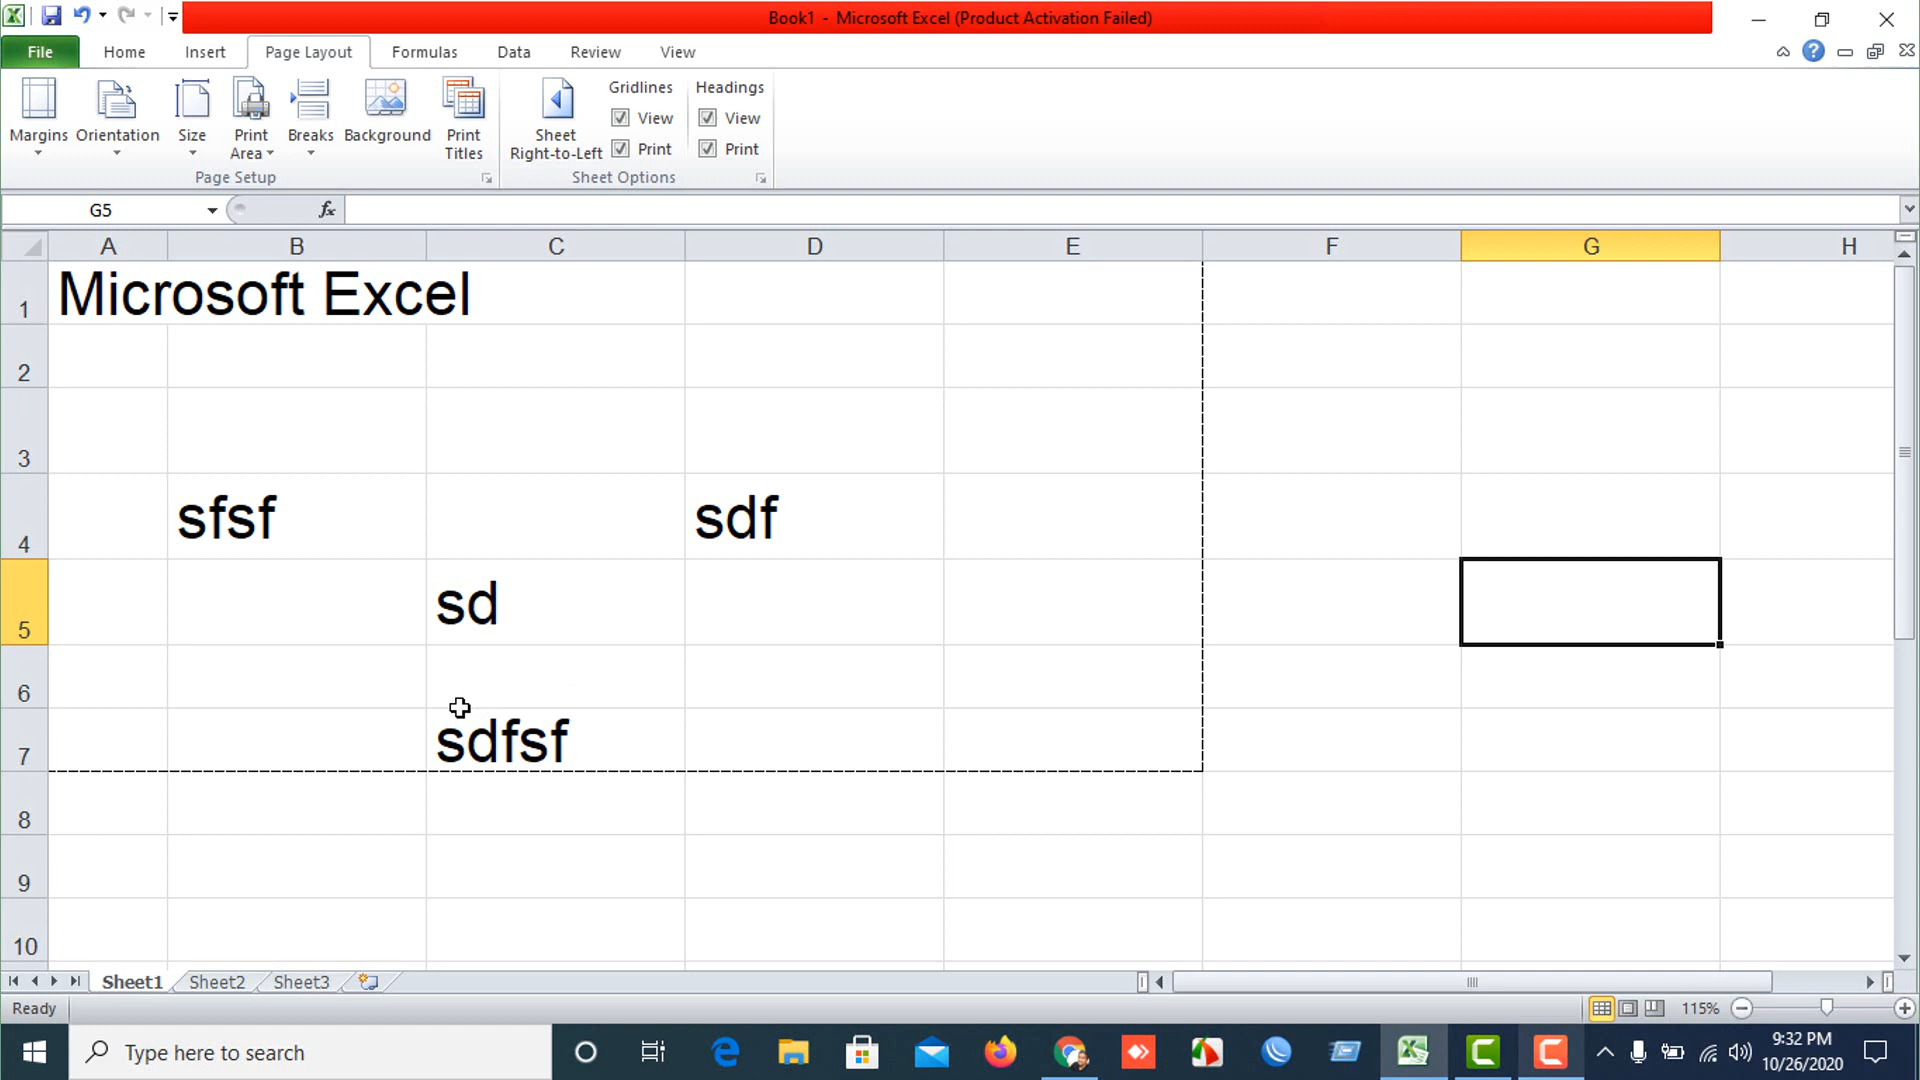 Book1 - Microsoft Excel (Product Activation Failed)
File Home Insert Page Layout Formulas Data Review View
Gridlines Headings
View View
Margins Orientation Size Print Area Breaks Background Print Titles Sheet Right-to-Left
Print Print
Page Setup Sheet Options
G5 fx
A B C D E F G H
1 Microsoft Excel
2
3
4 sfsf sdf
5 sd
6
7 sdfsf
8
9
10
Sheet1 Sheet2 Sheet3
Ready 115%
Type here to search
9:32 PM
10/26/2020